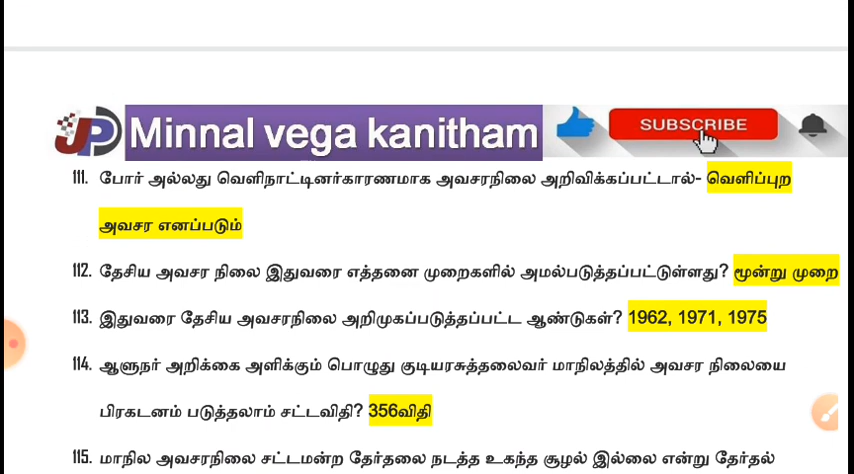 JP Minnal vega kanitham SUBSCRIBE
111. போர் அல்லது வெளிநாட்டினர்காரணமாக அவசரநிலை அறிவிக்கப்பட்டால்- வெளிப்புற
அவசர எனப்படும்
112. தேசிய அவசர நிலை இதுவரை எத்தனை முறைகளில் அமல்படுத்தப்பட்டுள்ளது? மூன்று முறை
113. இதுவரை தேசிய அவசரநிலை அறிமுகப்படுத்தப்பட்ட ஆண்டுகள்? 1962, 1971, 1975
114. ஆளுநர் அறிக்கை அளிக்கும் பொழுது குடியரசுத்தலைவர் மாநிலத்தில் அவசர நிலையை
பிரகடனம் படுத்தலாம் சட்டவிதி? 356விதி
115. மாநில அவசரநிலை சட்டமன்ற தேர்தலை நடத்த உகந்த சூழல் இல்லை என்று தேர்தல்